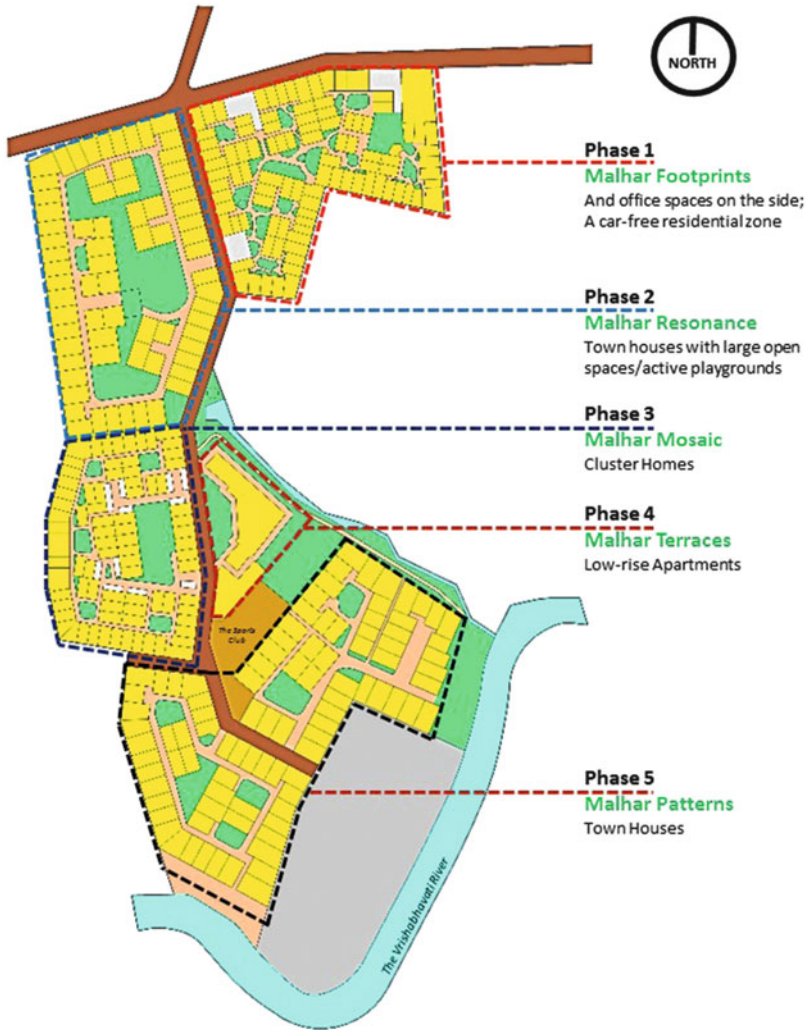 NORTH
Phase 1
Malhar Footprints
And office spaces on the side;
A car-free residential zone
Phase 2
Malhar Resonance
Town houses with large open
spaces/active playgrounds
Phase 3
Malhar Mosaic
Cluster Homes
Phase 4
Malhar Terraces
Low-rise Apartments
The Sports
Club
Phase 5
Malhar Patterns
Town Houses
The Vrishabhavati River